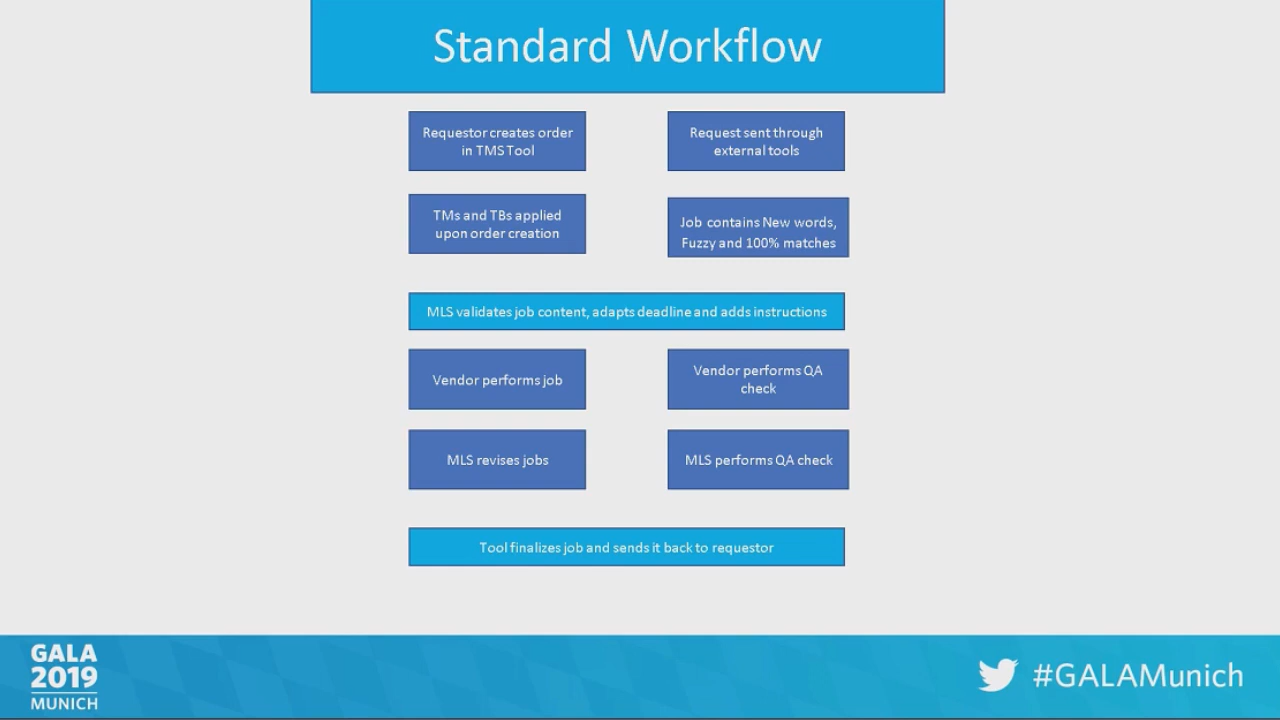 Standard Workflow
Requestor creates order
in TMS Tool
Request sent through
external tools
TMs and TBs applied
upon order creation
Job contains New words,
Fuzzy and 100% matches
MLS validates job content, adapts deadline and adds instructions
Vendor performs job
Vendor performs QA
check
MLS revises jobs
MLS performs QA check
Tool finalizes job and sends it back to requestor
GALA
2019
MUNICH
#GALAMunich